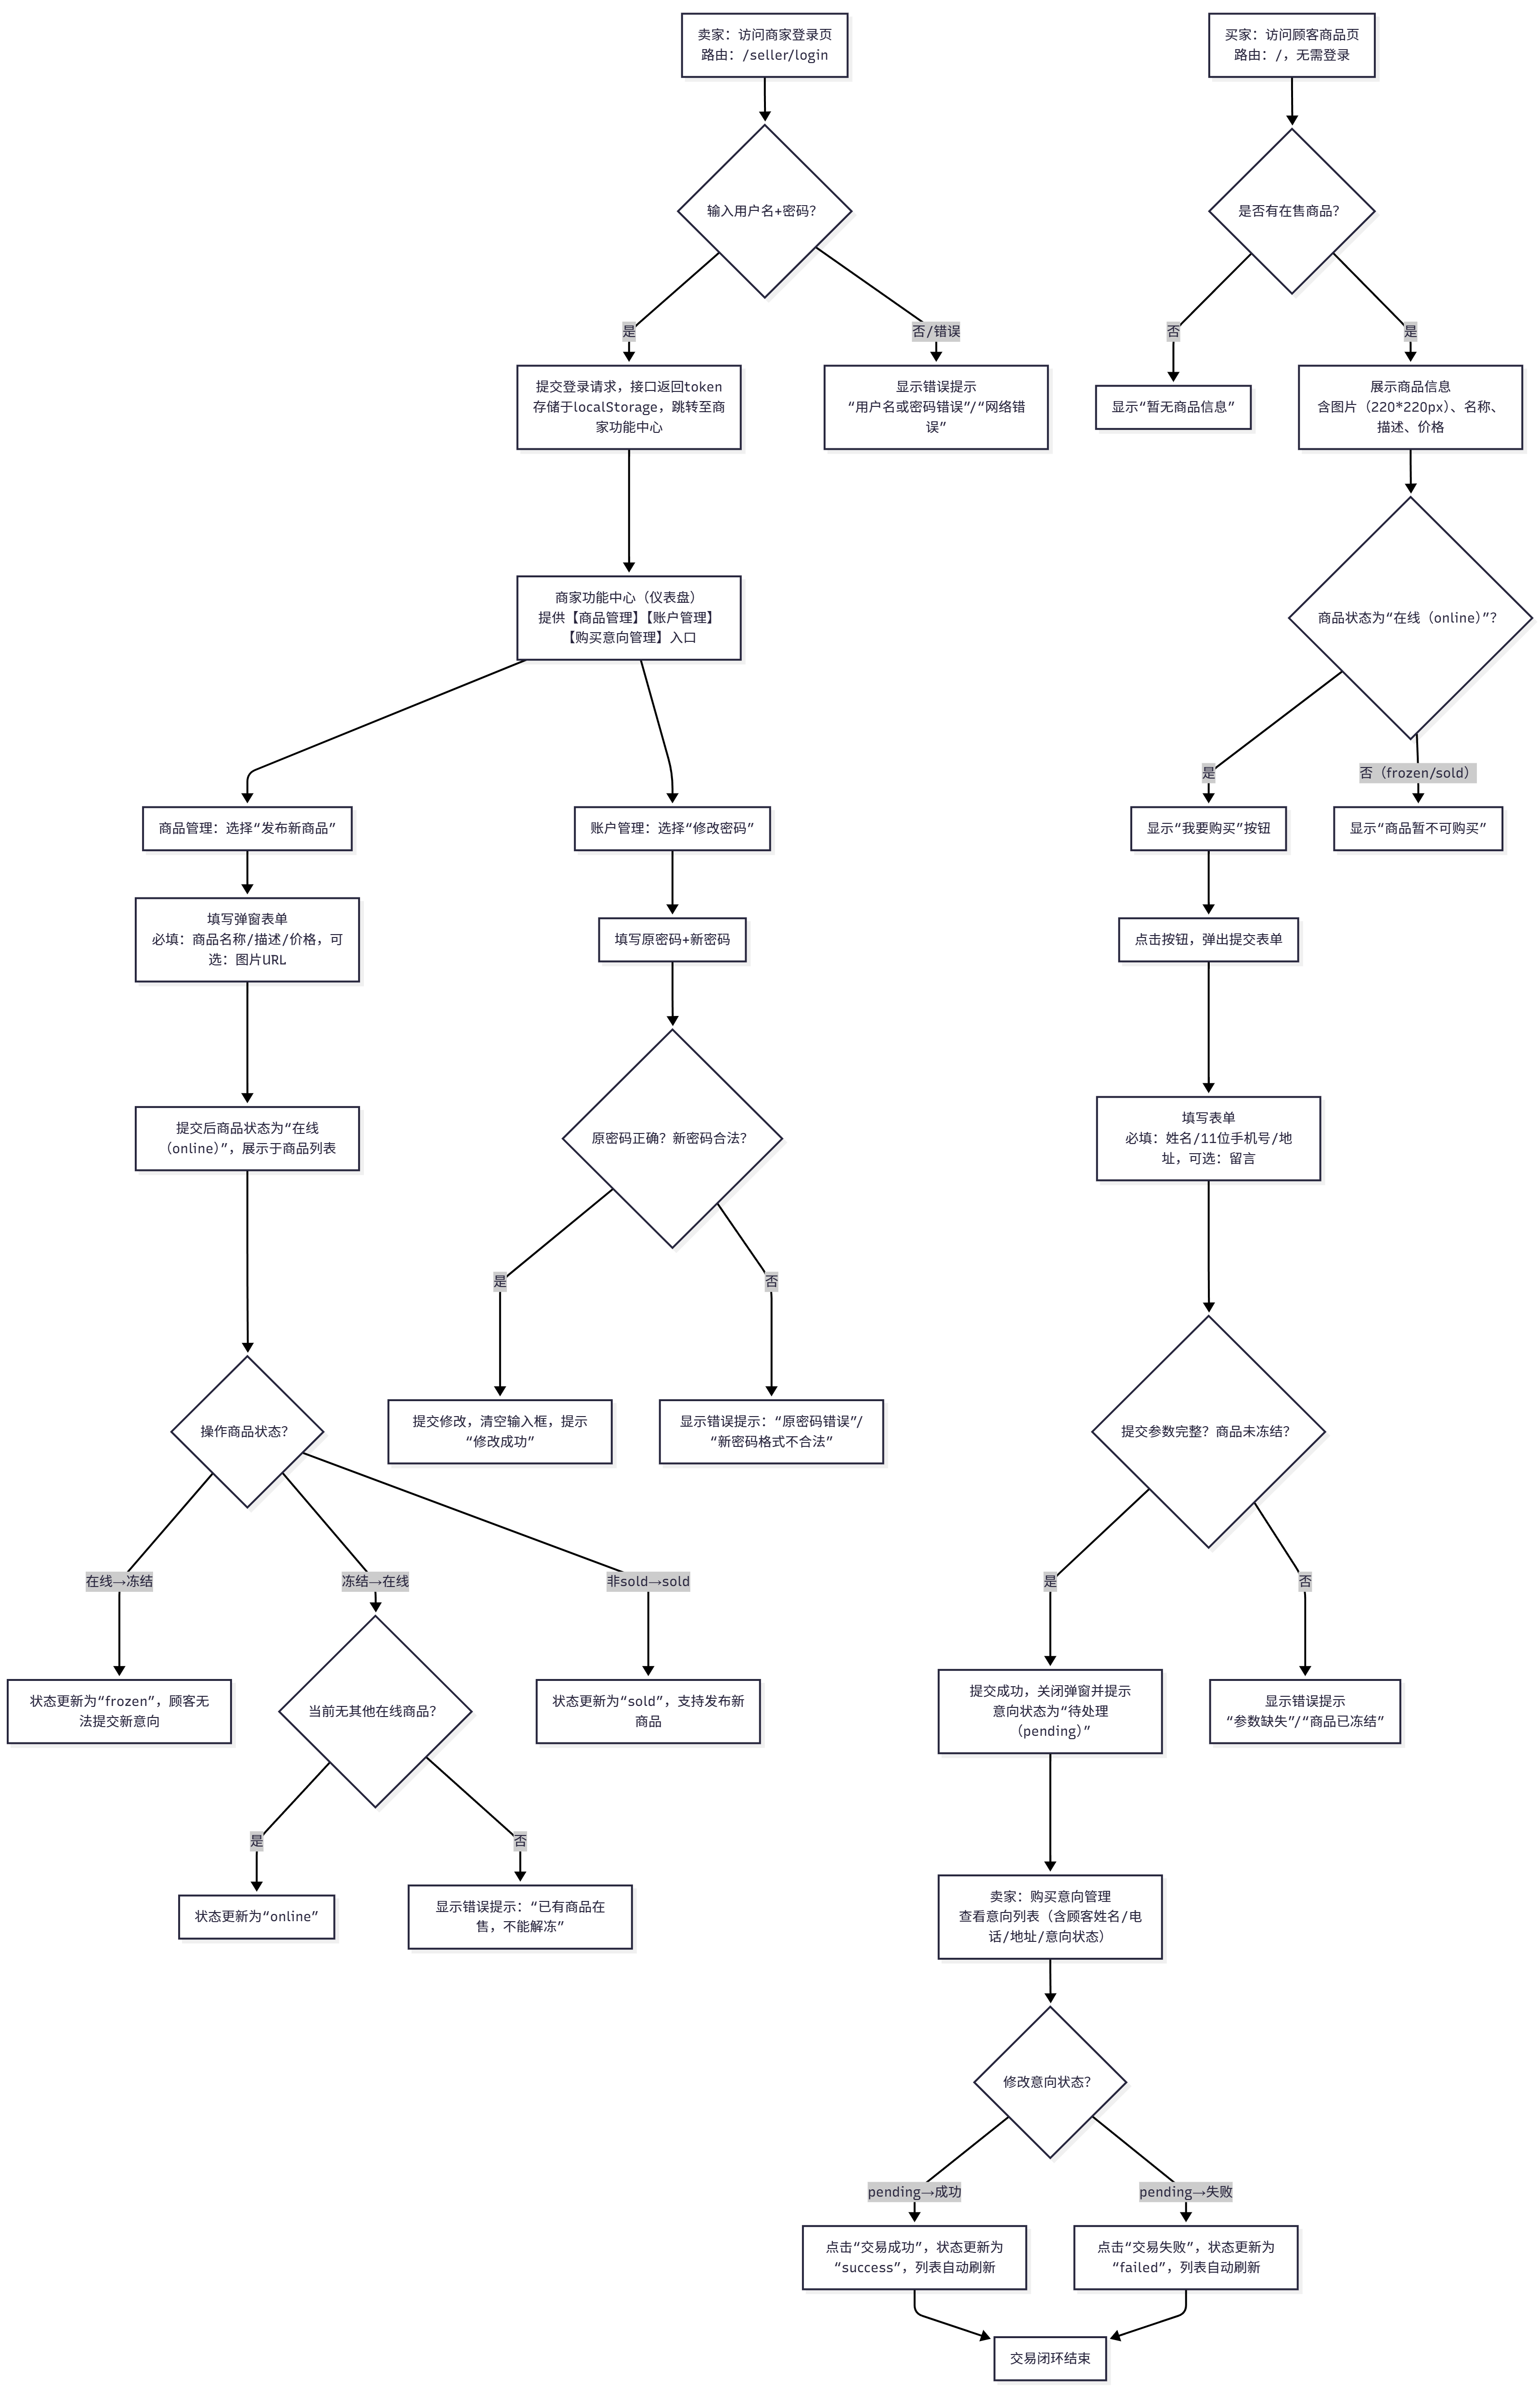 卖家：访问商家登录页
路由：/seller/login
买家：访问顾客商品页
路由：/，无需登录
输入用户名+密码？
是否有在售商品？
是
否/错误
否
是
提交登录请求，接口返回token
存储于localStorage，跳转至商
家功能中心
显示错误提示
“用户名或密码错误”/“网络错
误”
显示“暂无商品信息”
展示商品信息
含图片（220*220px）、名称、
描述、价格
商家功能中心（仪表盘）
提供【商品管理】【账户管理】
【购买意向管理】入口
商品状态为“在线（online）”？
是
否（frozen/sold）
商品管理：选择“发布新商品”
账户管理：选择“修改密码”
显示“我要购买”按钮
显示“商品暂不可购买”
填写弹窗表单
必填：商品名称/描述/价格，可
选：图片URL
填写原密码+新密码
点击按钮，弹出提交表单
提交后商品状态为“在线
（online）”，展示于商品列表
原密码正确？新密码合法？
填写表单
必填：姓名/11位手机号/地
址，可选：留言
是
否
操作商品状态？
提交修改，清空输入框，提示
“修改成功”
显示错误提示：“原密码错误”/
“新密码格式不合法”
提交参数完整？商品未冻结？
在线→冻结
冻结→在线
非sold→sold
是
否
状态更新为“frozen”，顾客无
法提交新意向
当前无其他在线商品？
状态更新为“sold”，支持发布新
商品
提交成功，关闭弹窗并提示
意向状态为“待处理
（pending）”
显示错误提示
“参数缺失”/“商品已冻结”
是
否
状态更新为“online”
显示错误提示：“已有商品在
售，不能解冻”
卖家：购买意向管理
查看意向列表（含顾客姓名/电
话/地址/意向状态）
修改意向状态？
pending→成功
pending→失败
点击“交易成功”，状态更新为
“success”，列表自动刷新
点击“交易失败”，状态更新为
“failed”，列表自动刷新
交易闭环结束